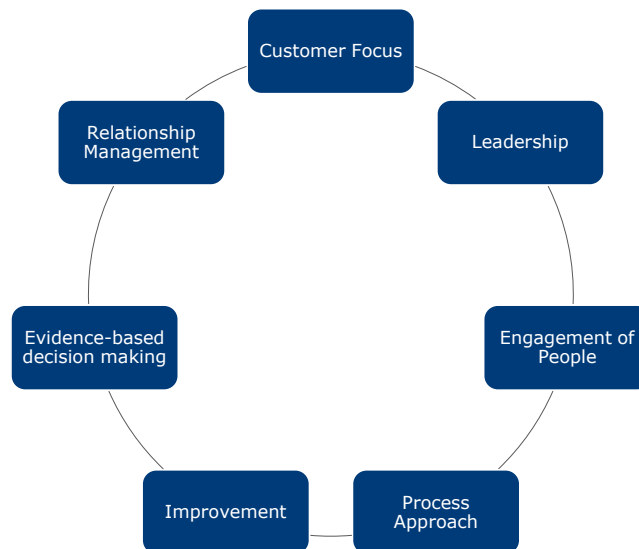 Customer Focus
Leadership
Engagement of
People
Process
Approach
Improvement
Evidence-based
decision making
Relationship
Management